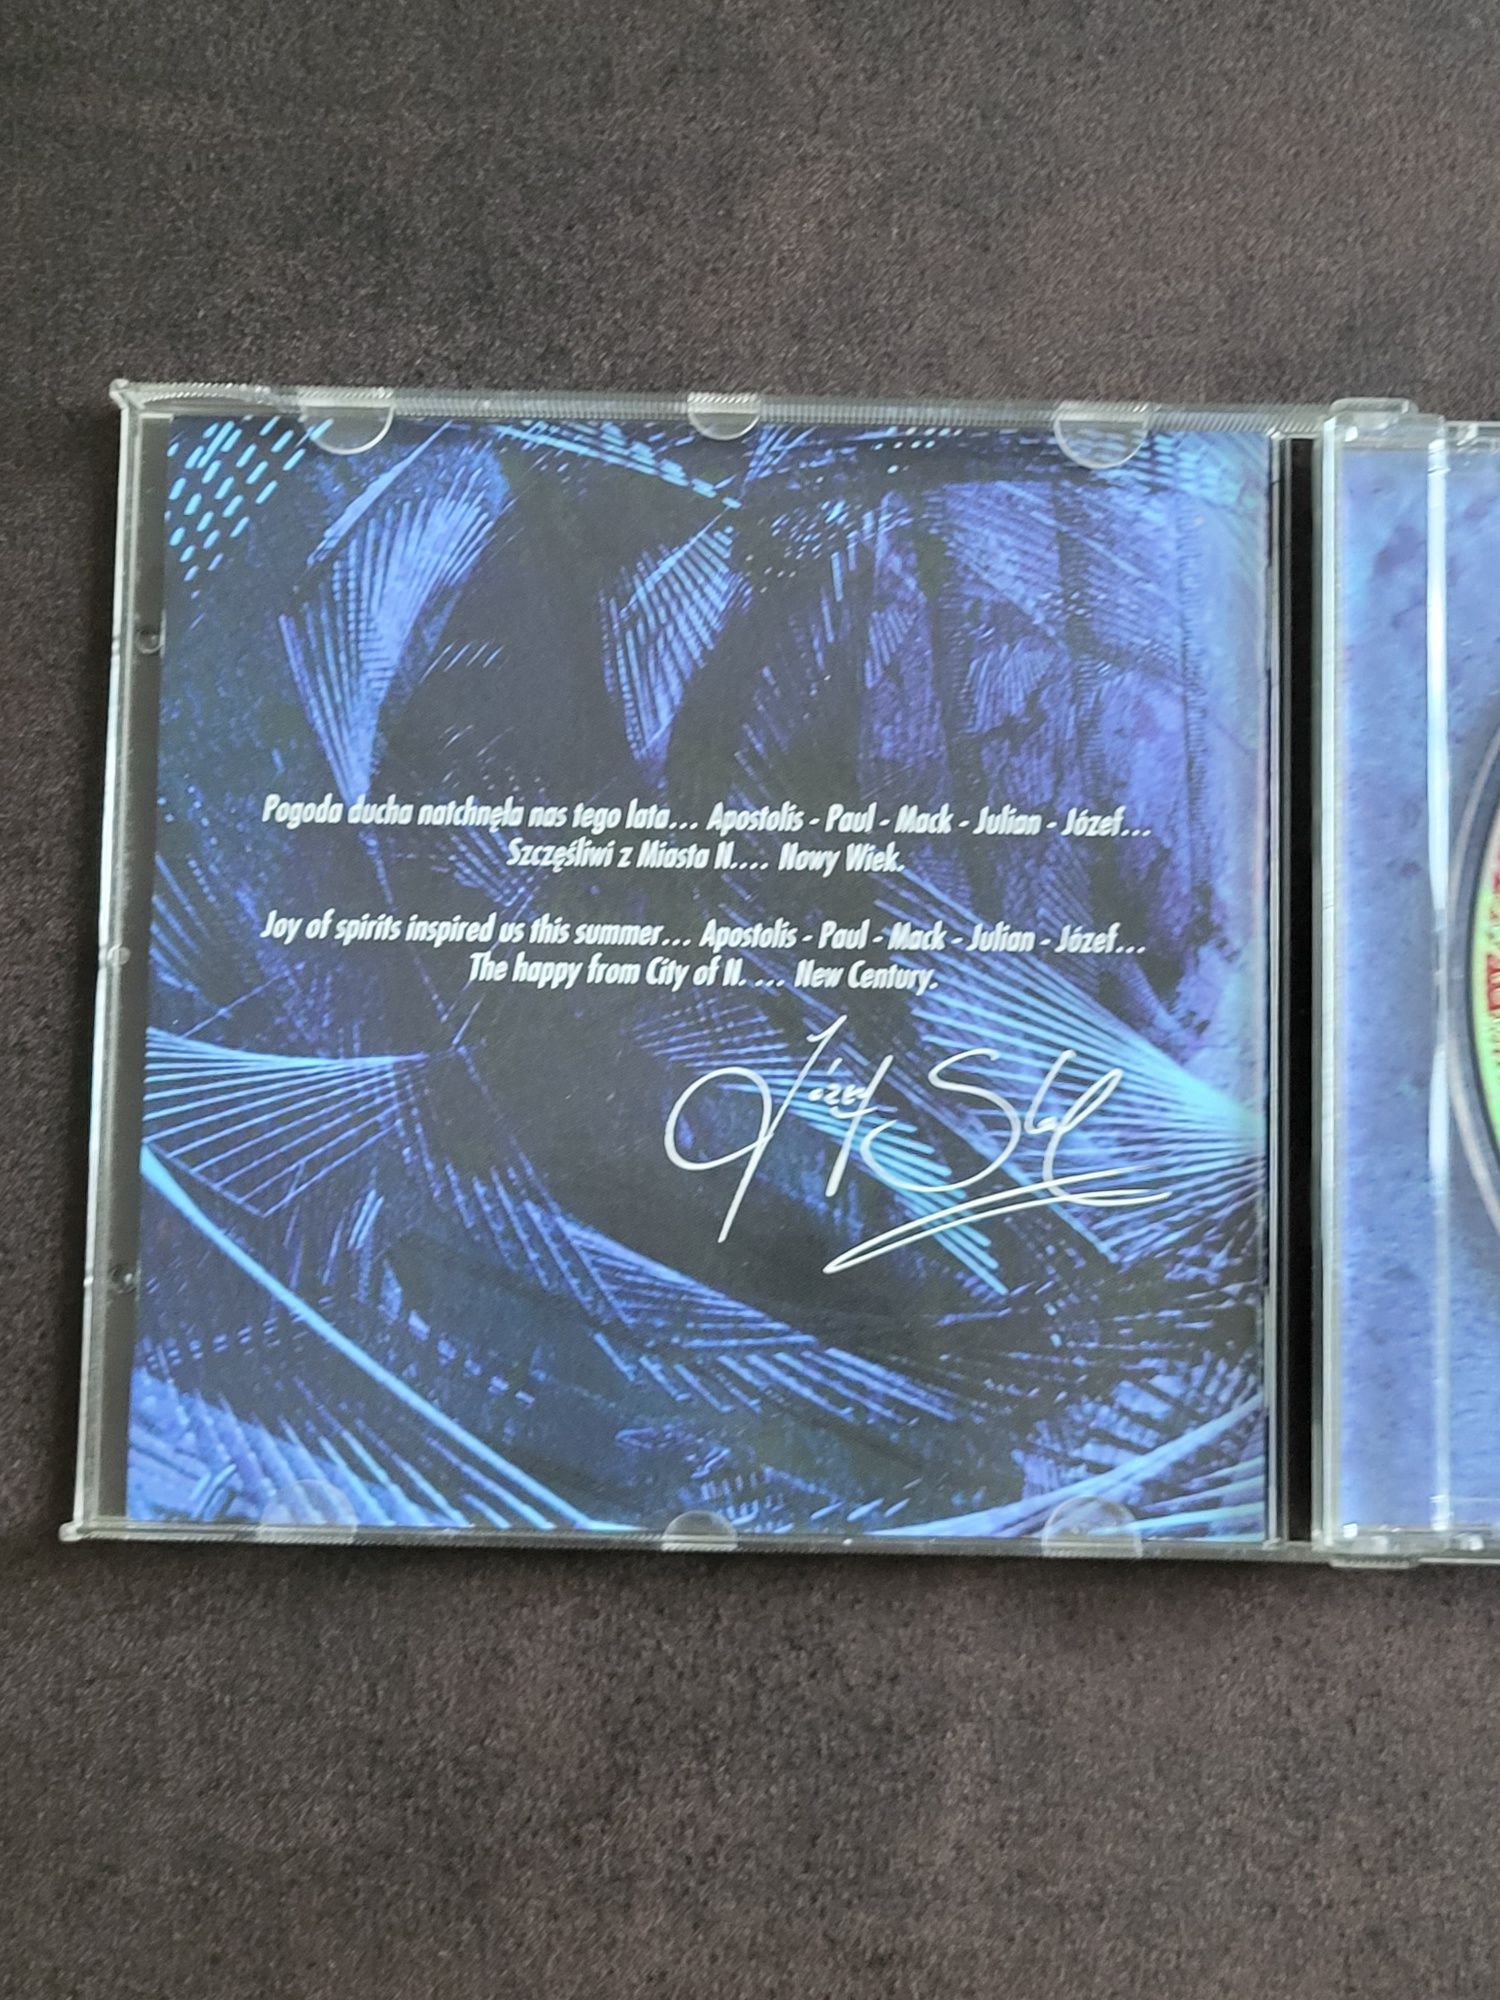 Pogoda ducha natchnęła nas tego lata... Apostolis - Paul - Mack - Julian - Józef...
Szczęśliwi z Miasta N.... Nowy Wiek.
Joy of spirits inspired us this summer... Apostolis - Paul - Mack - Julian - Józef...
The happy from City of N. ... New Century.
Józef